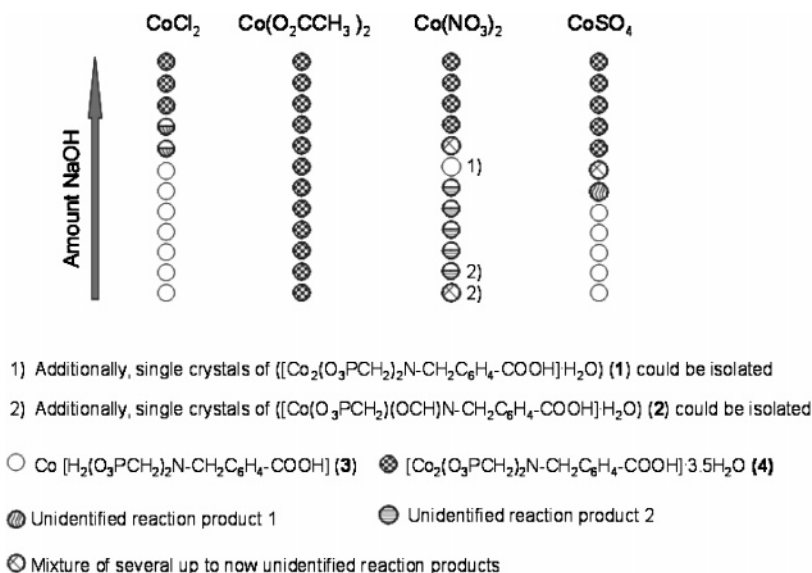 CoCl₂ Co(O₂CCH₃)₂ Co(NO₃)₂ CoSO₄
Amount NaOH
1)
2)
2)
1) Additionally, single crystals of ([Co₂(O₃PCH₂)₂N-CH₂C₆H₄-COOH]·H₂O) (1) could be isolated
2) Additionally, single crystals of ([Co(O₃PCH₂)(OCH)N-CH₂C₆H₄-COOH]·H₂O) (2) could be isolated
Co [H₂(O₃PCH₂)₂N-CH₂C₆H₄-COOH] (3) [Co₂(O₃PCH₂)₂N-CH₂C₆H₄-COOH]·3.5H₂O (4)
Unidentified reaction product 1 Unidentified reaction product 2
Mixture of several up to now unidentified reaction products